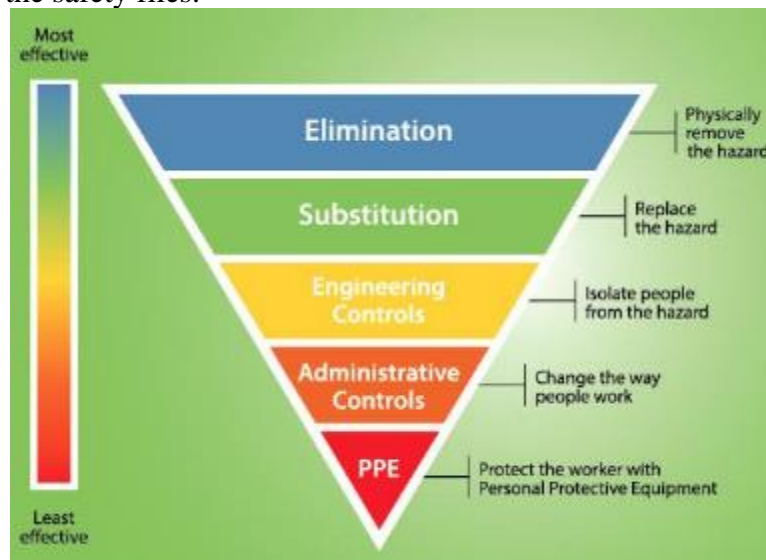 Most
effective
Elimination
Physically
remove
the hazard
Substitution
Replace
the hazard
Engineering
Controls
Isolate people
from the hazard
Administrative
Controls
Change the way
people work
PPE
Protect the worker with
Personal Protective Equipment
Least
effective